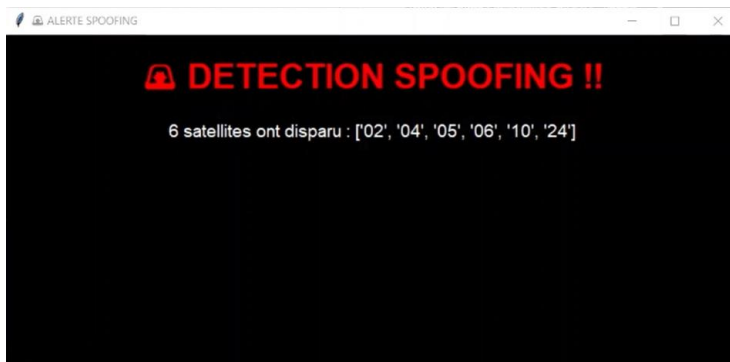 🚨 ALERTE SPOOFING
🚨 DETECTION SPOOFING !!
6 satellites ont disparu : ['02', '04', '05', '06', '10', '24']